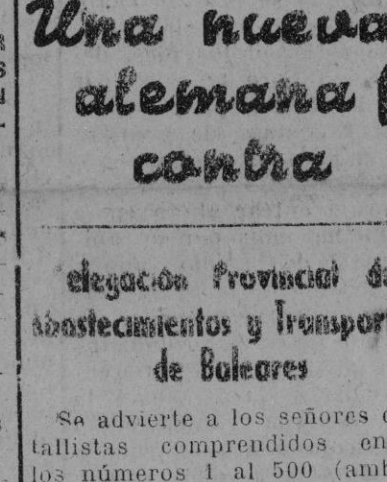 Una nueva
alemana
contra
elegación Provincial de
Abastecimientos y Transpor
de Baleares
Se advierte a los señores
tallistas comprendidos en
los números 1 al 500 (amb